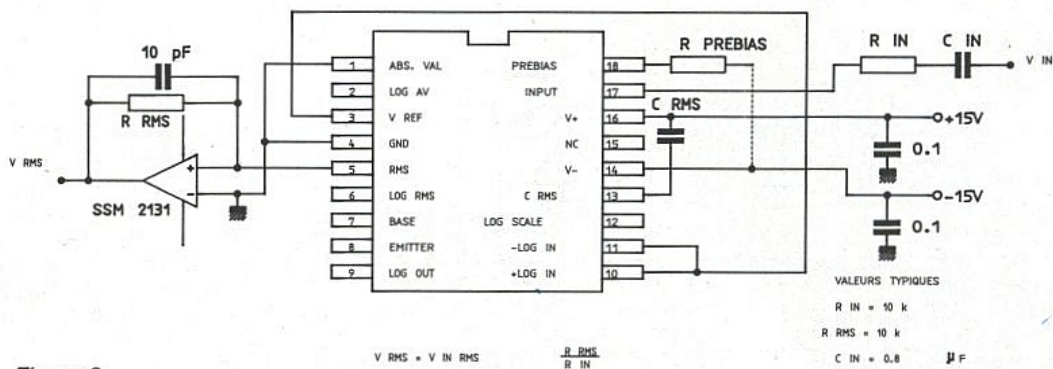 10 pF
R RMS
V RMS
SSM 2131
+
-
1 ABS. VAL
2 LOG AV
3 V REF
4 GND
5 RMS
6 LOG RMS
7 BASE
8 EMITTER
9 LOG OUT
PREBIAS 18
INPUT 17
V+ 16
NC 15
V- 14
C RMS 13
LOG SCALE 12
-LOG IN 11
+LOG IN 10
R PREBIAS
C RMS
R IN
C IN
V IN
+15V
0.1
-15V
0.1
VALEURS TYPIQUES
R IN = 10 k
R RMS = 10 k
C IN = 0.8 µF
V RMS = V IN RMS R RMS
R IN